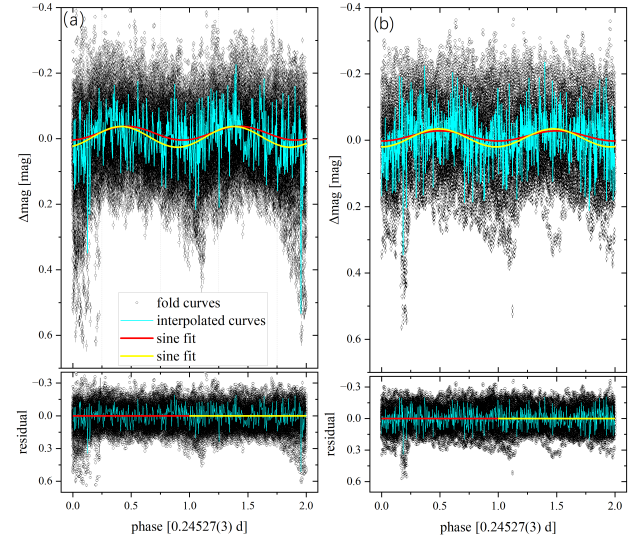 (a)
(b)
−0.4
−0.2
0.0
0.2
0.4
0.6
Δmag [mag]
fold curves
interpolated curves
sine fit
sine fit
−0.4
−0.2
0.0
0.2
0.4
0.6
Δmag [mag]
−0.3
0.0
0.3
0.6
residual
0.0 0.5 1.0 1.5 2.0
phase [0.24527(3) d]
−0.3
0.0
0.3
0.6
residual
0.0 0.5 1.0 1.5 2.0
phase [0.24527(3) d]